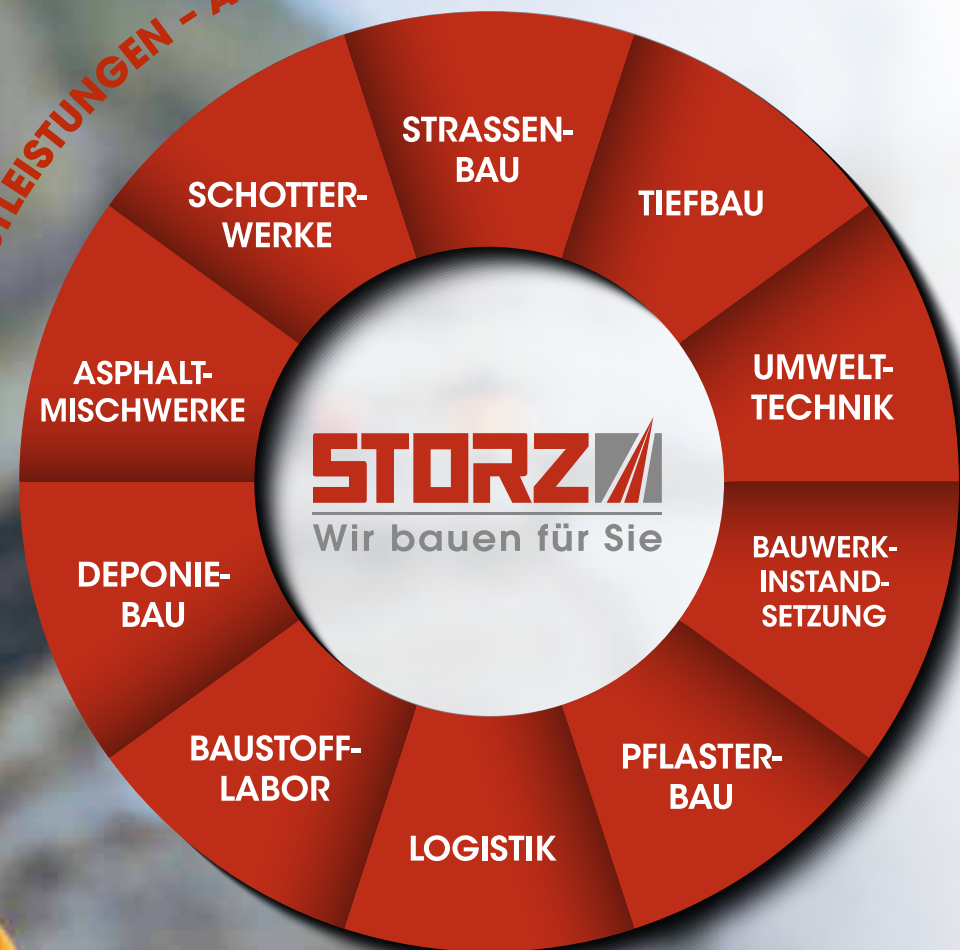 STRASSEN-
BAU
TIEFBAU
UMWELT-
TECHNIK
BAUWERK-
INSTAND-
SETZUNG
PFLASTER-
BAU
LOGISTIK
BAUSTOFF-
LABOR
DEPONIE-
BAU
ASPHALT-
MISCHWERKE
SCHOTTER-
WERKE
STORZ
Wir bauen für Sie